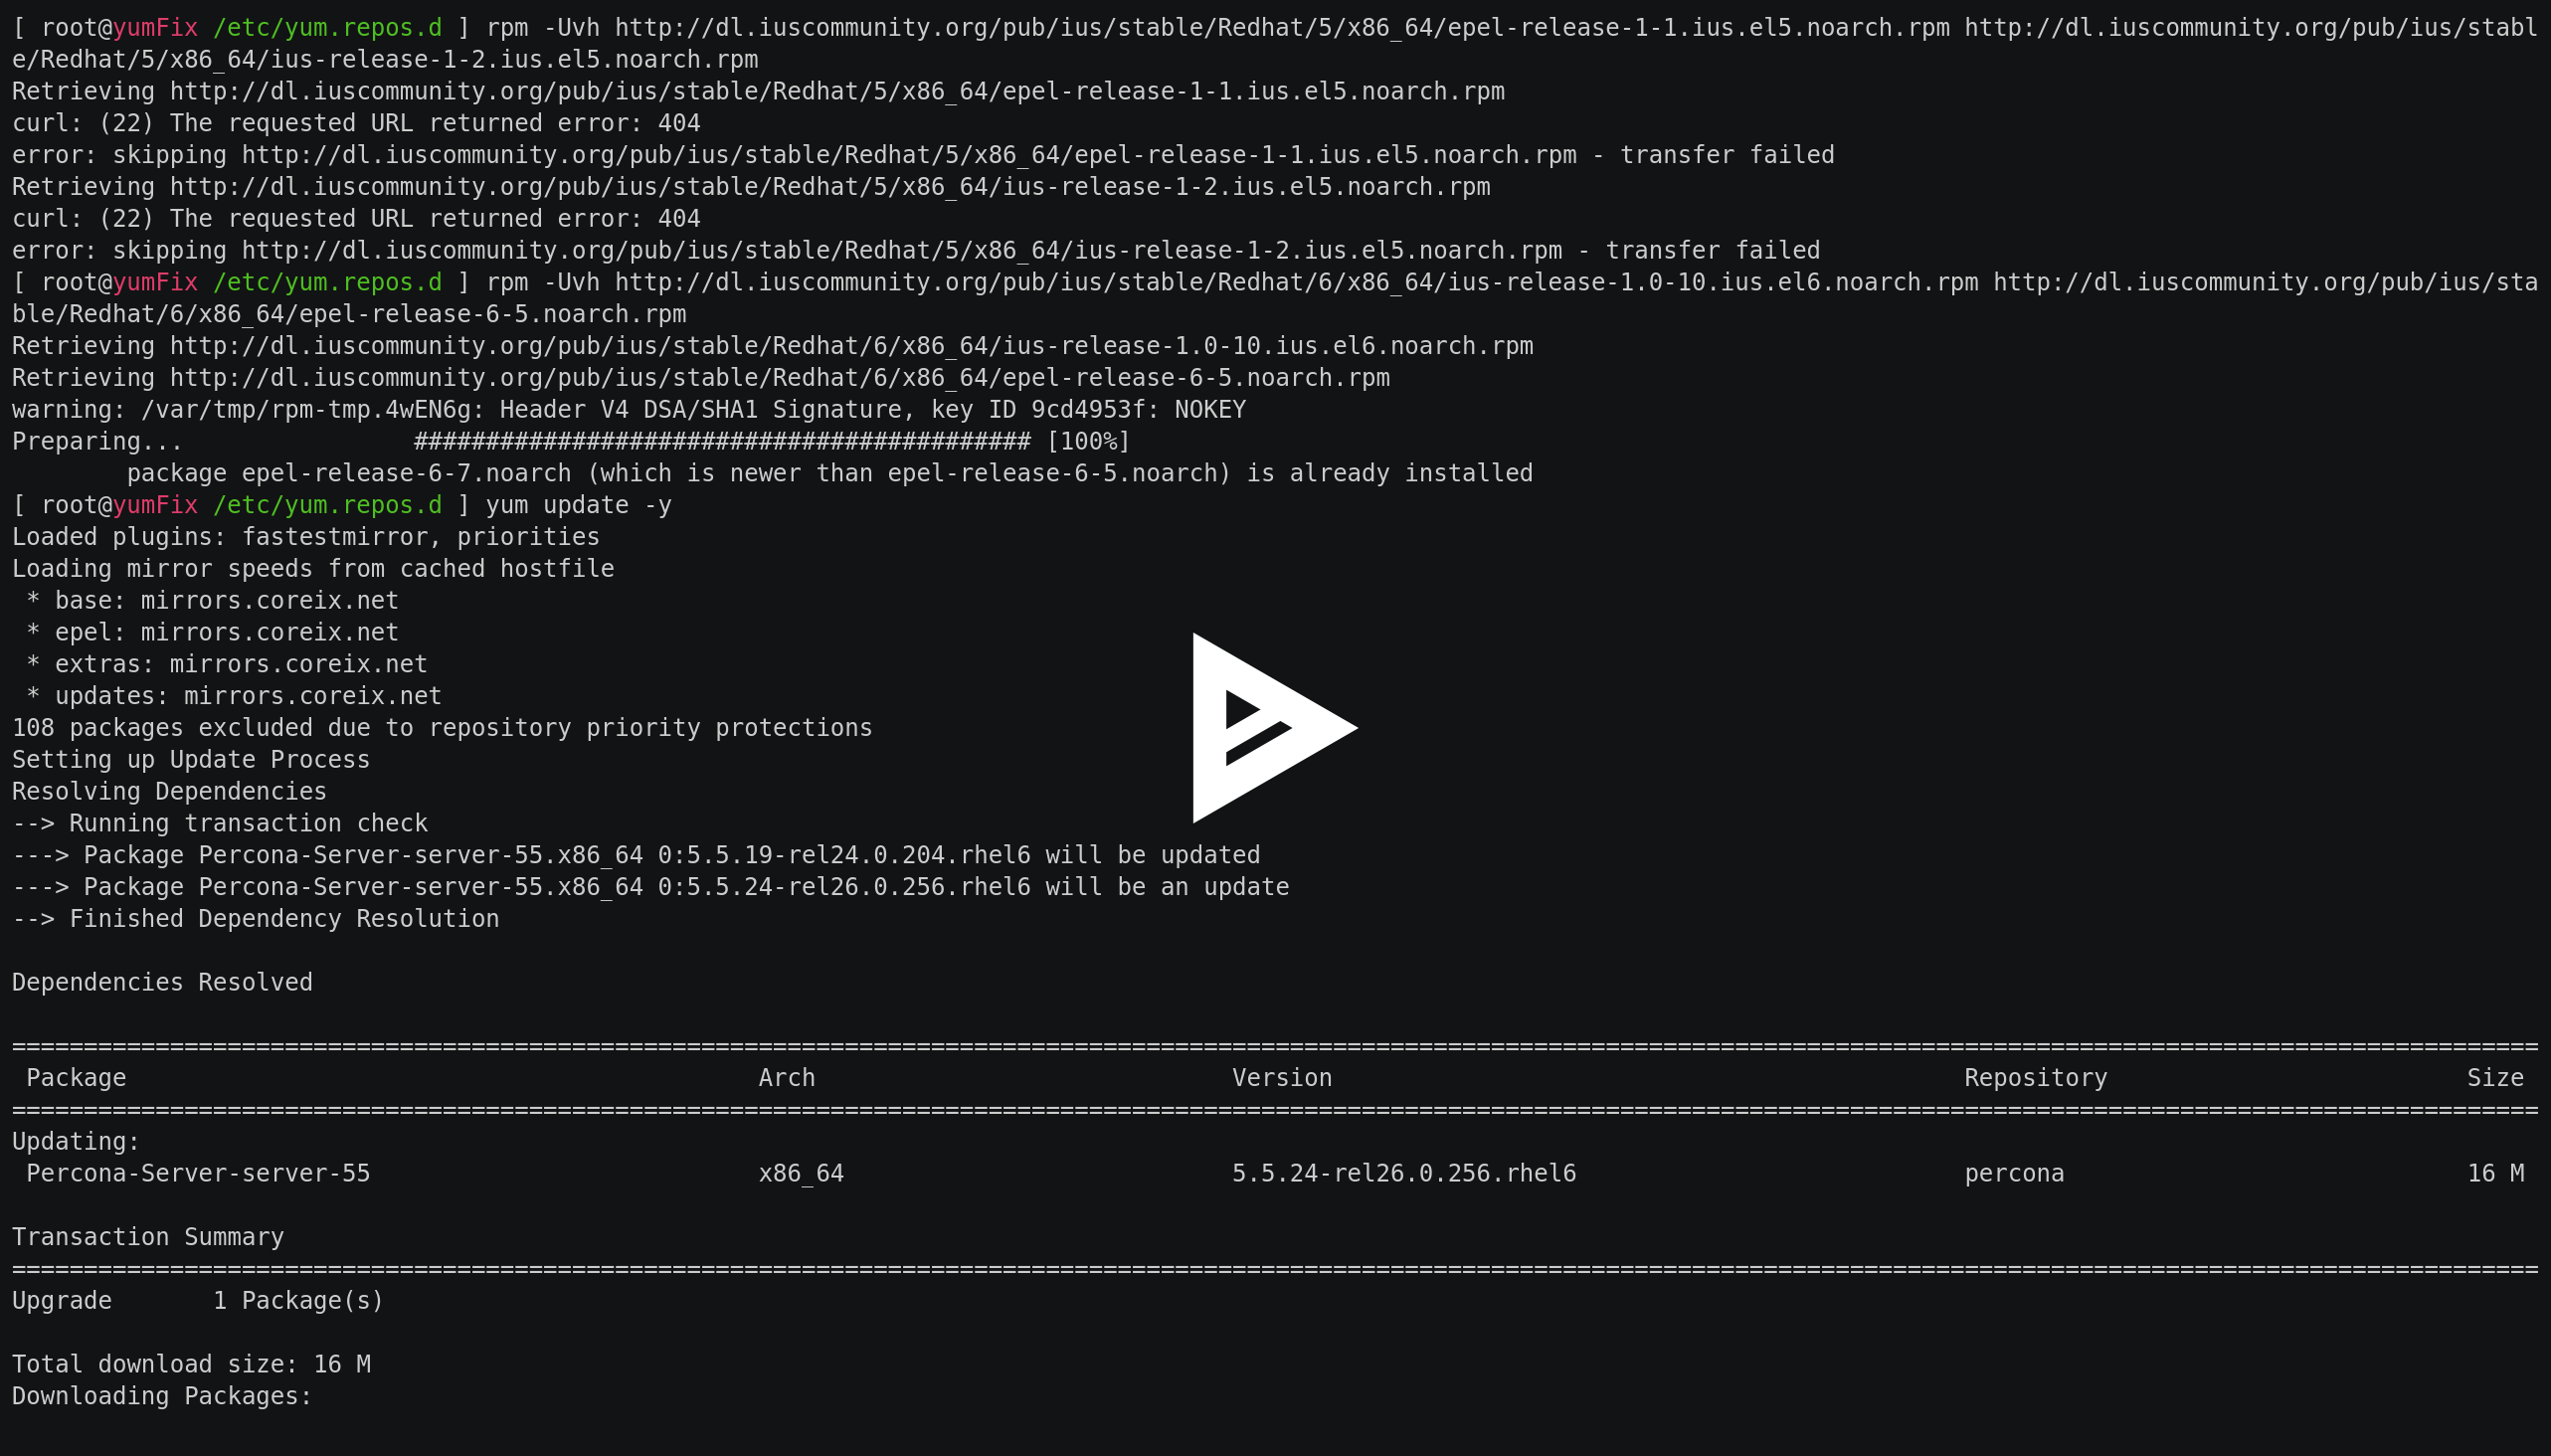 [ root@yumFix /etc/yum.repos.d ] rpm -Uvh http://dl.iuscommunity.org/pub/ius/stable/Redhat/5/x86_64/epel-release-1-1.ius.el5.noarch.rpm http://dl.iuscommunity.org/pub/ius/stabl
e/Redhat/5/x86_64/ius-release-1-2.ius.el5.noarch.rpm
Retrieving http://dl.iuscommunity.org/pub/ius/stable/Redhat/5/x86_64/epel-release-1-1.ius.el5.noarch.rpm
curl: (22) The requested URL returned error: 404
error: skipping http://dl.iuscommunity.org/pub/ius/stable/Redhat/5/x86_64/epel-release-1-1.ius.el5.noarch.rpm - transfer failed
Retrieving http://dl.iuscommunity.org/pub/ius/stable/Redhat/5/x86_64/ius-release-1-2.ius.el5.noarch.rpm
curl: (22) The requested URL returned error: 404
error: skipping http://dl.iuscommunity.org/pub/ius/stable/Redhat/5/x86_64/ius-release-1-2.ius.el5.noarch.rpm - transfer failed
[ root@yumFix /etc/yum.repos.d ] rpm -Uvh http://dl.iuscommunity.org/pub/ius/stable/Redhat/6/x86_64/ius-release-1.0-10.ius.el6.noarch.rpm http://dl.iuscommunity.org/pub/ius/sta
ble/Redhat/6/x86_64/epel-release-6-5.noarch.rpm
Retrieving http://dl.iuscommunity.org/pub/ius/stable/Redhat/6/x86_64/ius-release-1.0-10.ius.el6.noarch.rpm
Retrieving http://dl.iuscommunity.org/pub/ius/stable/Redhat/6/x86_64/epel-release-6-5.noarch.rpm
warning: /var/tmp/rpm-tmp.4wEN6g: Header V4 DSA/SHA1 Signature, key ID 9cd4953f: NOKEY
Preparing...                ########################################### [100%]
        package epel-release-6-7.noarch (which is newer than epel-release-6-5.noarch) is already installed
[ root@yumFix /etc/yum.repos.d ] yum update -y
Loaded plugins: fastestmirror, priorities
Loading mirror speeds from cached hostfile
 * base: mirrors.coreix.net
 * epel: mirrors.coreix.net
 * extras: mirrors.coreix.net
 * updates: mirrors.coreix.net
108 packages excluded due to repository priority protections
Setting up Update Process
Resolving Dependencies
--> Running transaction check
---> Package Percona-Server-server-55.x86_64 0:5.5.19-rel24.0.204.rhel6 will be updated
---> Package Percona-Server-server-55.x86_64 0:5.5.24-rel26.0.256.rhel6 will be an update
--> Finished Dependency Resolution

Dependencies Resolved

================================================================================================================================================================================
 Package                                            Arch                             Version                                            Repository                         Size
================================================================================================================================================================================
Updating:
 Percona-Server-server-55                           x86_64                           5.5.24-rel26.0.256.rhel6                           percona                            16 M

Transaction Summary
================================================================================================================================================================================
Upgrade       1 Package(s)

Total download size: 16 M
Downloading Packages: